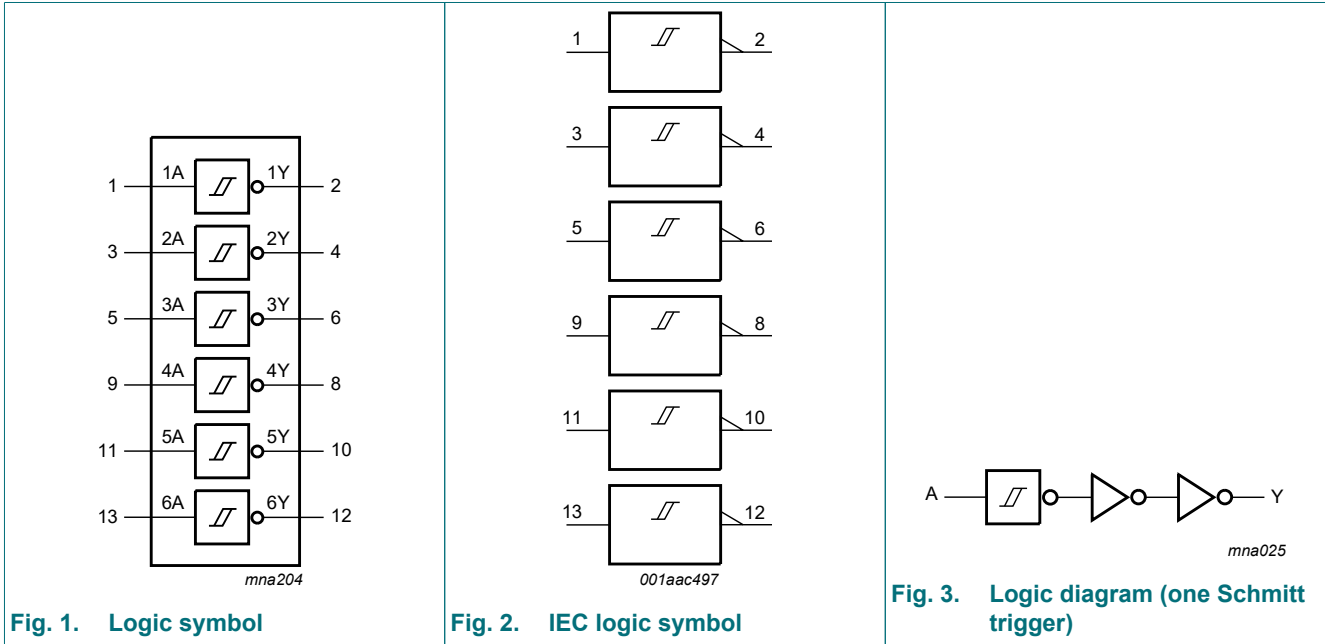 1 1A 1Y 2
3 2A 2Y 4
5 3A 3Y 6
9 4A 4Y 8
11 5A 5Y 10
13 6A 6Y 12
mna204
Fig. 1. Logic symbol
1 2
3 4
5 6
9 8
11 10
13 12
001aac497
Fig. 2. IEC logic symbol
A Y
mna025
Fig. 3. Logic diagram (one Schmitt
trigger)